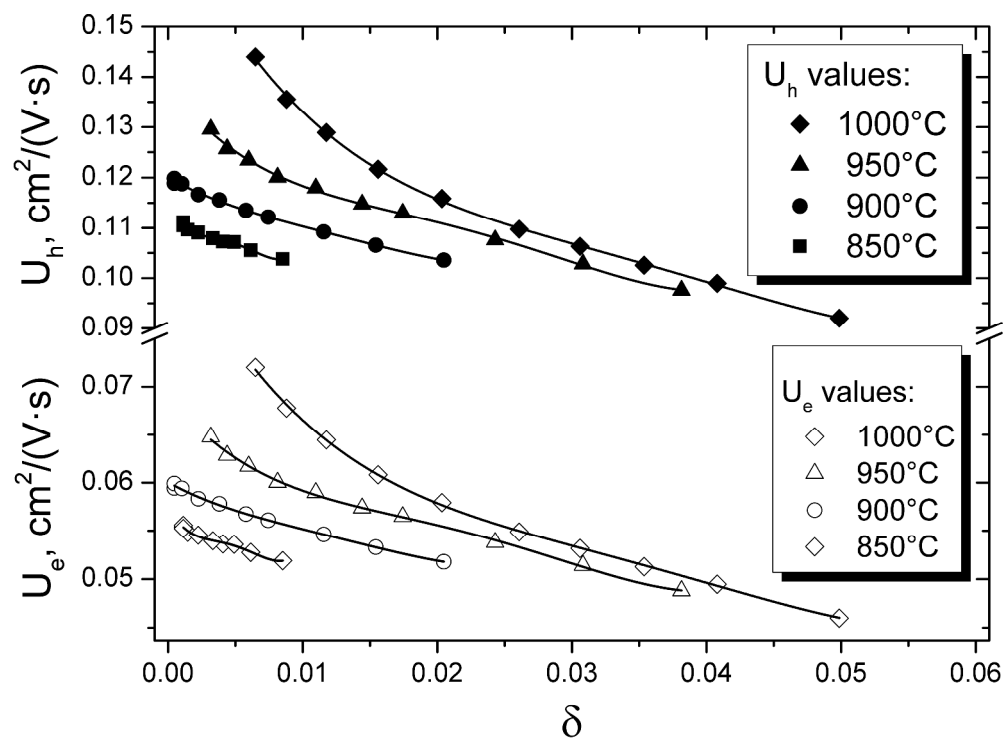 0.15
0.14
0.13
0.12
0.11
0.10
0.09
U_h, cm²/(V·s)
U_h values:
1000°C
950°C
900°C
850°C
0.07
0.06
0.05
U_e, cm²/(V·s)
U_e values:
1000°C
950°C
900°C
850°C
0.00 0.01 0.02 0.03 0.04 0.05 0.06
δ